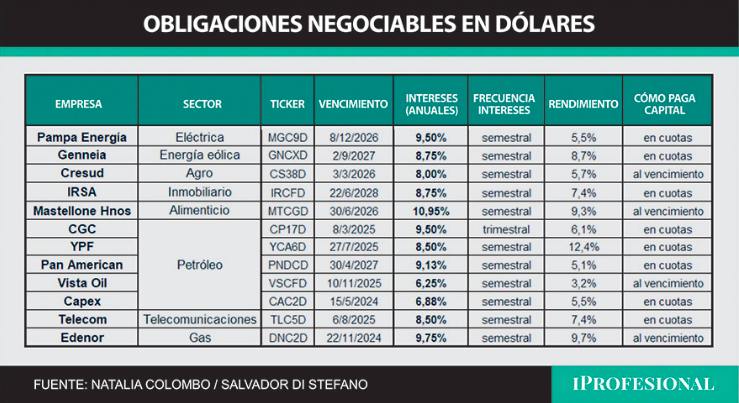 OBLIGACIONES NEGOCIABLES EN DÓLARES
EMPRESA SECTOR TICKER VENCIMIENTO INTERESES (ANUALES) FRECUENCIA INTERESES RENDIMIENTO CÓMO PAGA CAPITAL
Pampa Energía Eléctrica MGC9D 8/12/2026 9,50% semestral 5,5% en cuotas
Genneia Energía eólica GNCXD 2/9/2027 8,75% semestral 8,7% en cuotas
Cresud Agro CS38D 3/3/2026 8,00% semestral 5,7% al vencimiento
IRSA Inmobiliario IRCFD 22/6/2028 8,75% semestral 7,4% en cuotas
Mastellone Hnos Alimenticio MTCGD 30/6/2026 10,95% semestral 9,3% al vencimiento
CGC CP17D 8/3/2025 9,50% trimestral 6,1% en cuotas
YPF YCA6D 27/7/2025 8,50% semestral 12,4% en cuotas
Pan American Petróleo PNDCD 30/4/2027 9,13% semestral 5,1% en cuotas
Vista Oil VSCFD 10/11/2025 6,25% semestral 3,2% al vencimiento
Capex CAC2D 15/5/2024 6,88% semestral 5,5% en cuotas
Telecom Telecomunicaciones TLC5D 6/8/2025 8,50% semestral 7,4% en cuotas
Edenor Gas DNC2D 22/11/2024 9,75% semestral 9,7% al vencimiento
FUENTE: NATALIA COLOMBO / SALVADOR DI STEFANO
iPROFESIONAL